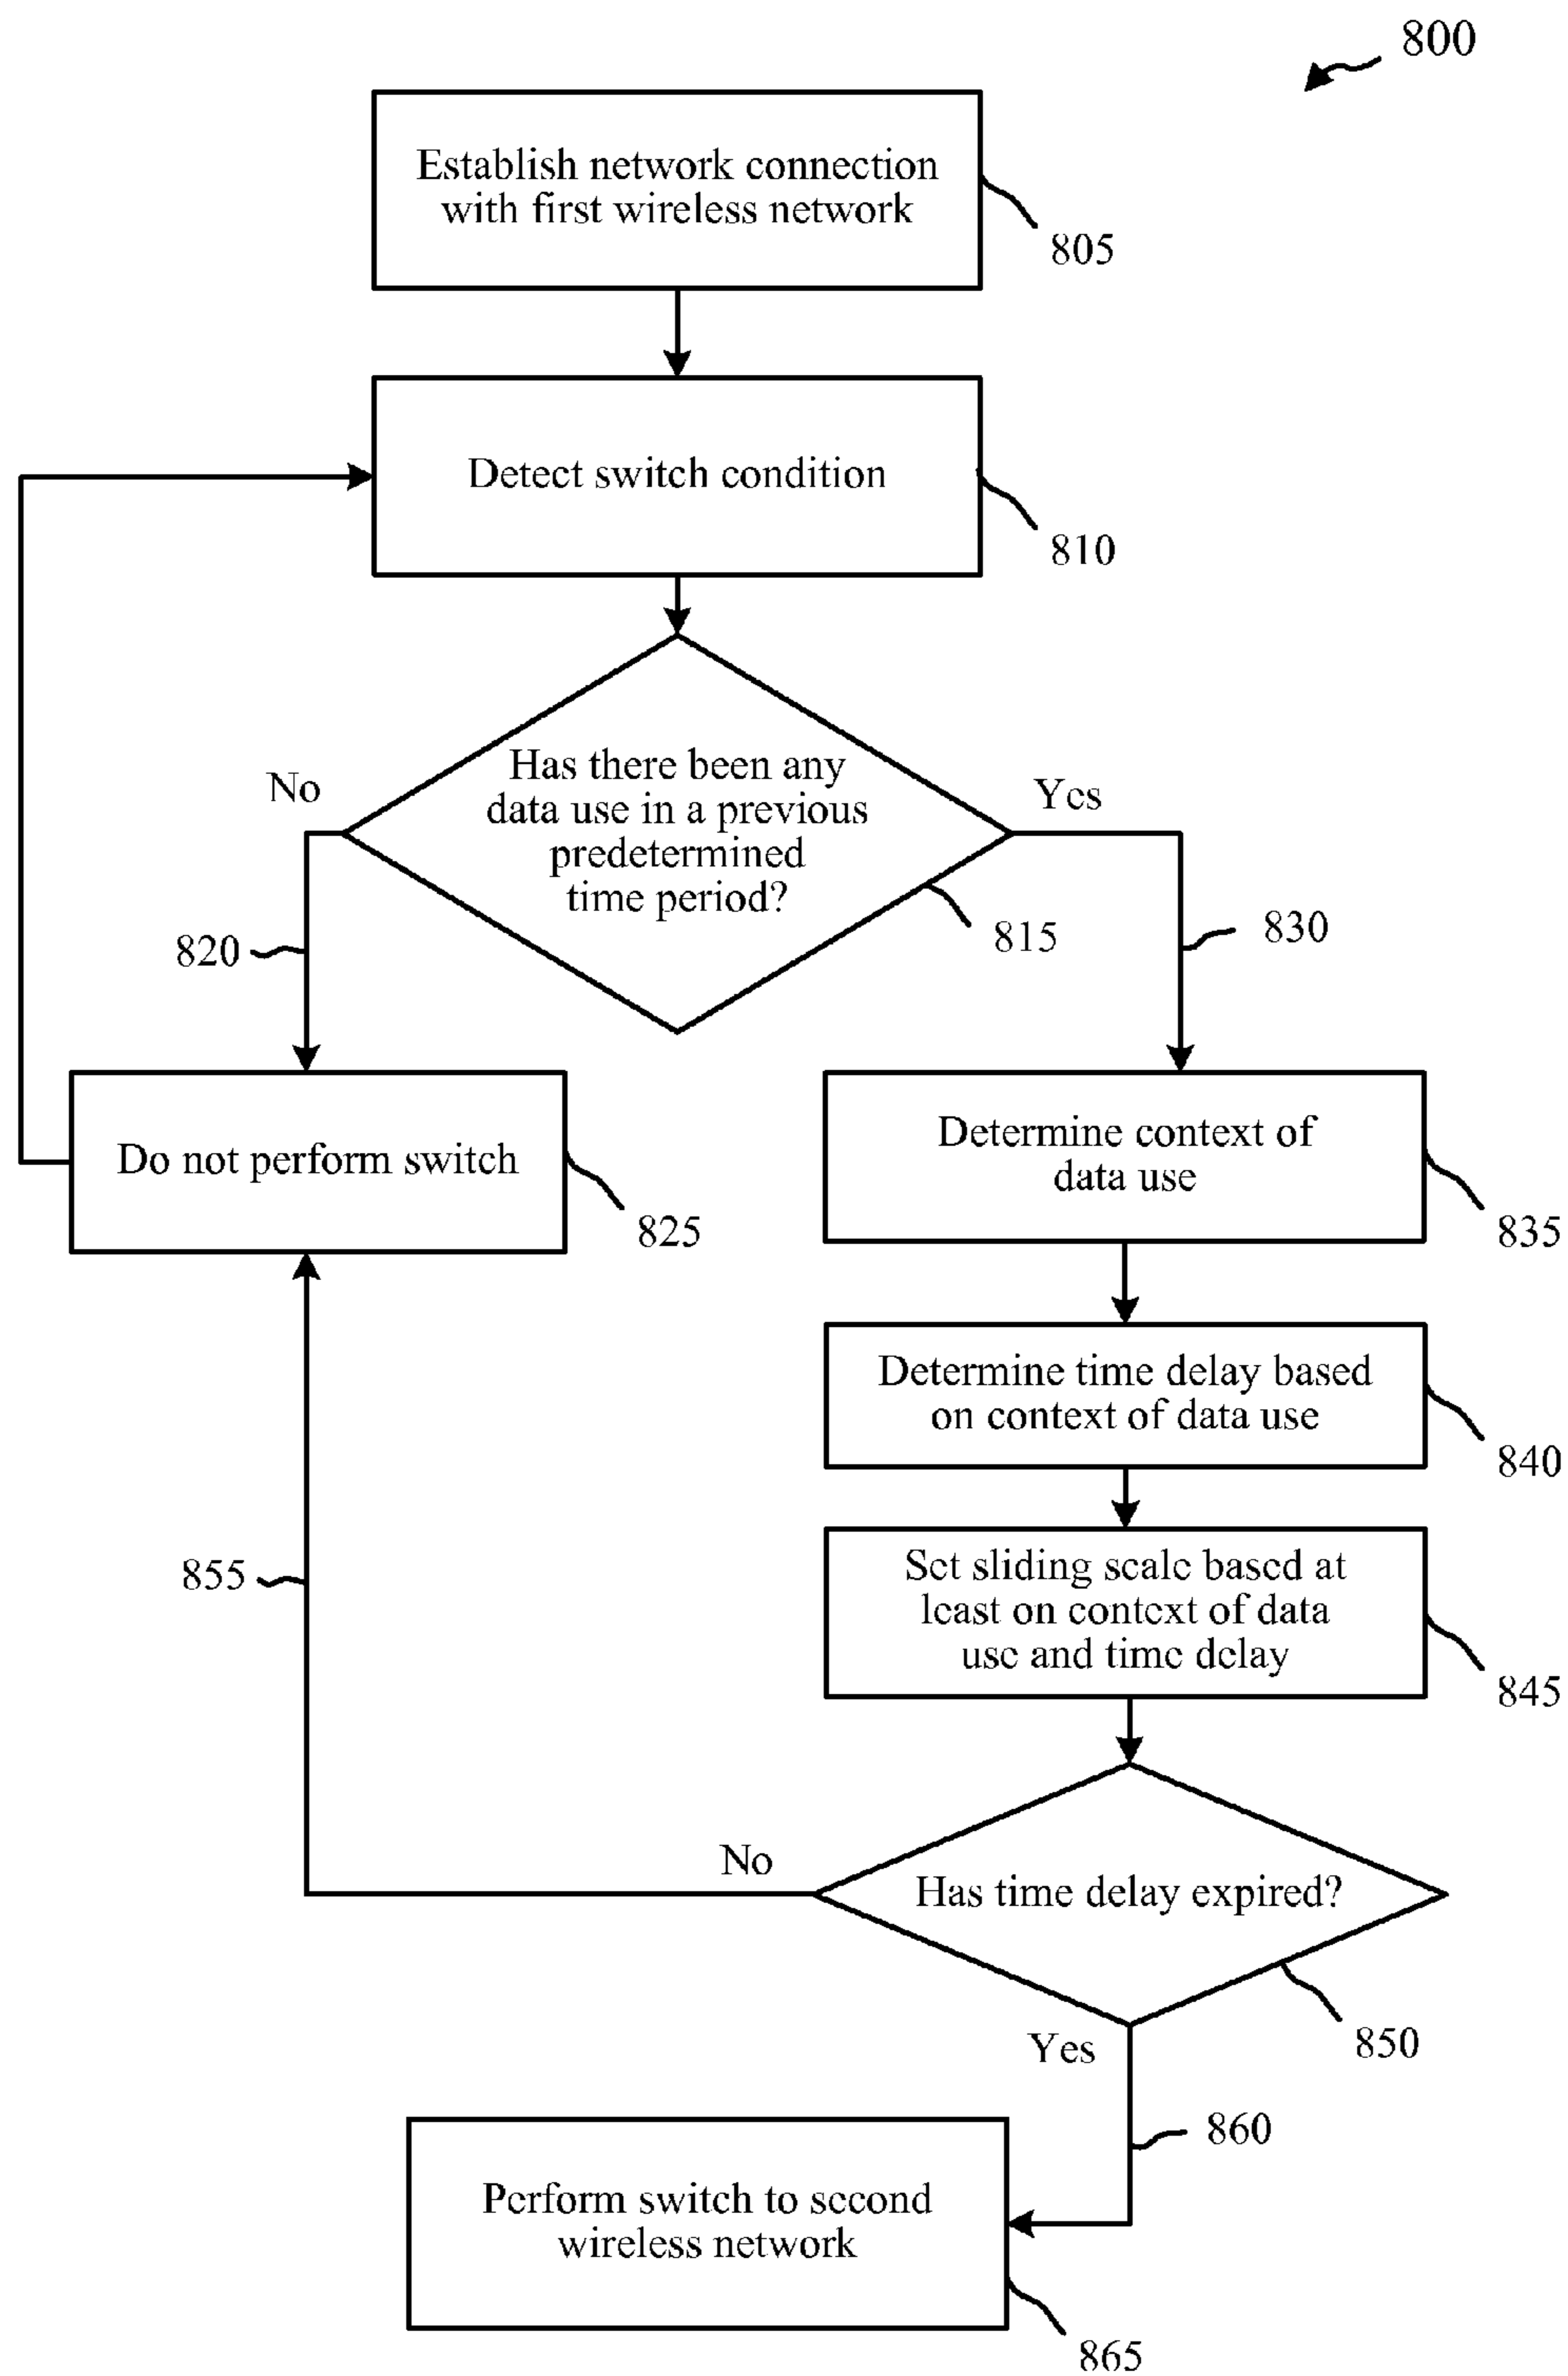 800
Establish network connection
with first wireless network
805
Detect switch condition
810
Has there been any
data use in a previous
predetermined
time period?
No
Yes
815
820
830
Do not perform switch
825
Determine context of
data use
835
Determine time delay based
on context of data use
840
Set sliding scale based at
least on context of data
use and time delay
845
855
No
Has time delay expired?
850
Yes
860
Perform switch to second
wireless network
865